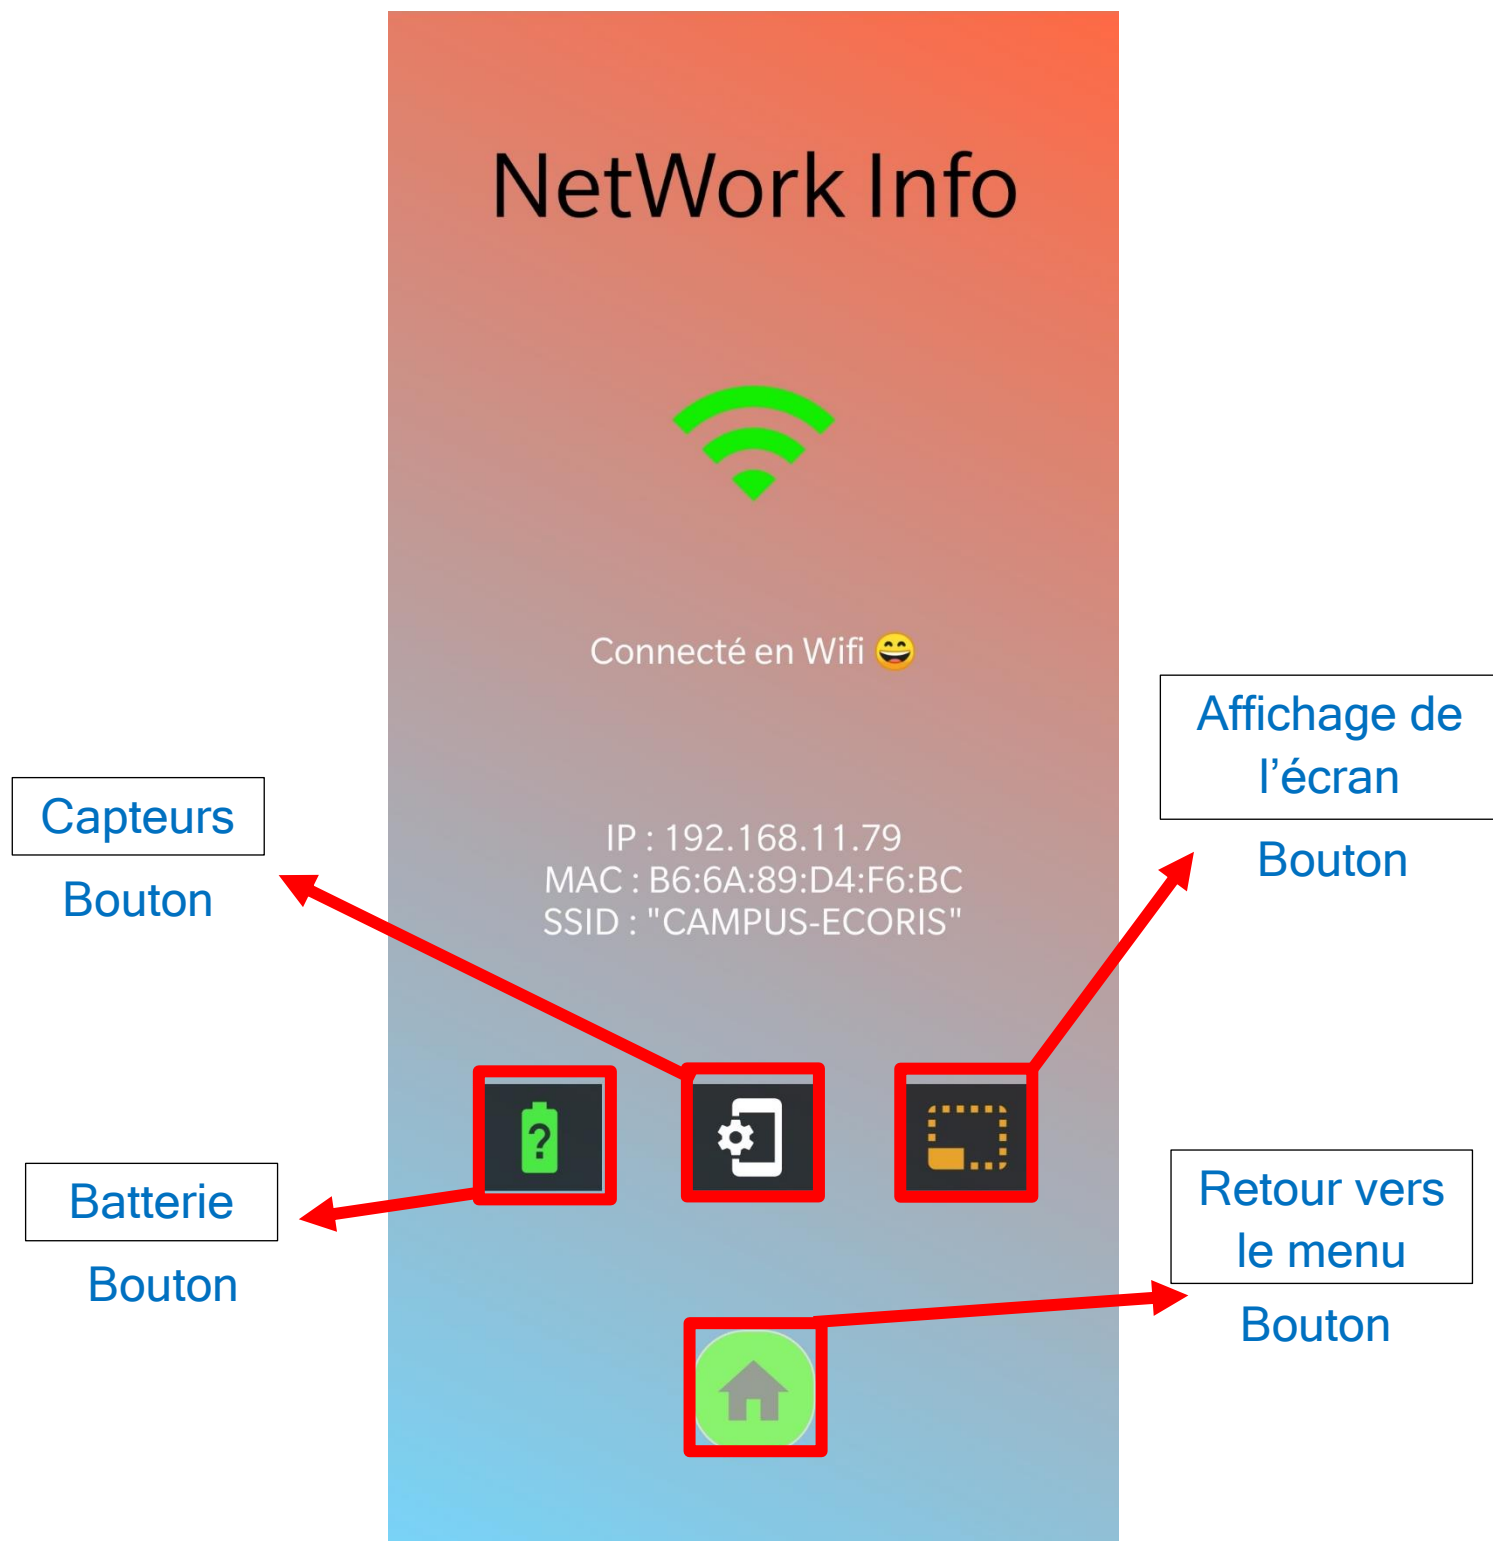 NetWork Info
Connecté en Wifi 😄
Affichage de
l’écran
Bouton
Capteurs
Bouton
IP : 192.168.11.79
MAC : B6:6A:89:D4:F6:BC
SSID : "CAMPUS-ECORIS"
?
Batterie
Bouton
Retour vers
le menu
Bouton